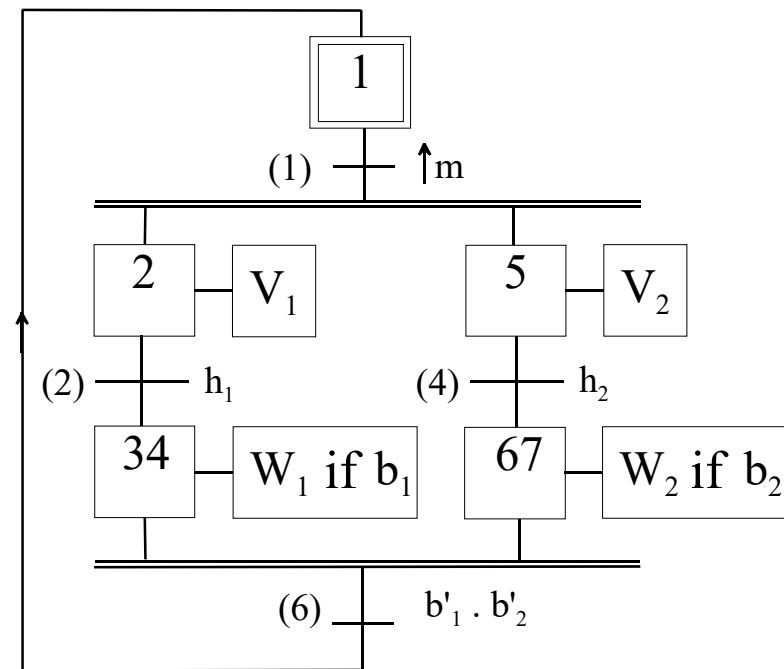 1
(1) ↑m
2 V₁ 5 V₂
(2) h₁ (4) h₂
34 W₁ if b₁ 67 W₂ if b₂
(6) b'₁ . b'₂